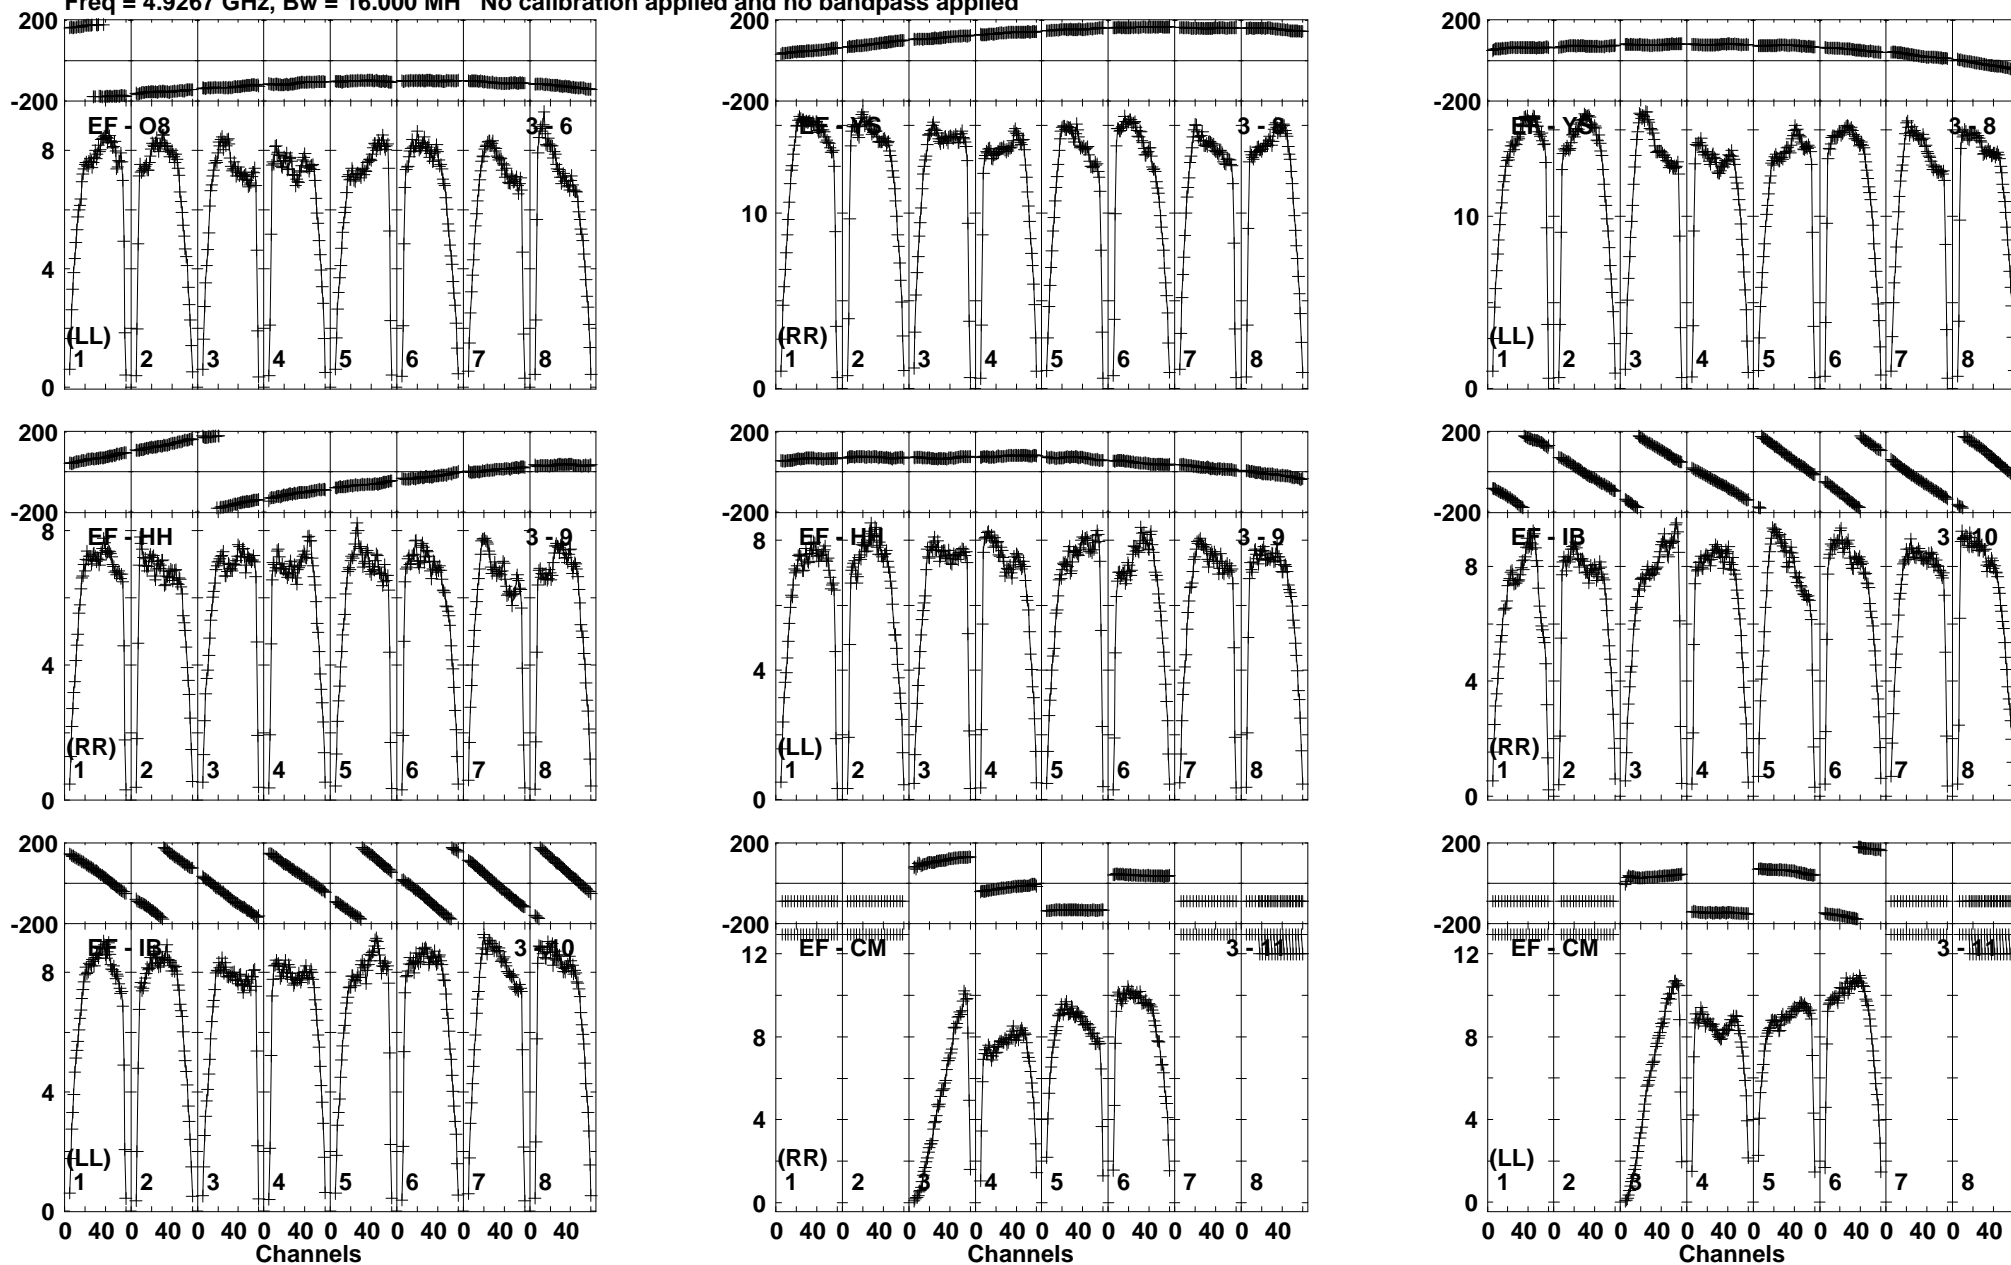 Freq = 4.9267 GHz, Bw = 16.000 MH No calibration applied and no bandpass applied
200 200 200
-200 -200 -200
EF - O8 3 - 6 EF - YS 3 - 8 EF - YS 3 - 8
8
10 10
4
(LL) (RR) (LL)
1 2 3 4 5 6 7 8 1 2 3 4 5 6 7 8 1 2 3 4 5 6 7 8
0 0 0
200 200 200
-200 -200 -200
8 EF - HH 3 - 9 8 EF - HH 3 - 9 EF - IB 3 - 10
8
4 4 4
(RR) (LL) (RR)
1 2 3 4 5 6 7 8 1 2 3 4 5 6 7 8 1 2 3 4 5 6 7 8
0 0 0
200 200 200
-200 -200 -200
EF - IB 3 - 10 12 EF - CM 3 - 11 12 EF - CM 3 - 11
8 8 8
4 4 4
(LL) (RR) (LL)
1 2 3 4 5 6 7 8 1 2 3 4 5 6 7 8 1 2 3 4 5 6 7 8
0 0 0
0 40 0 40 0 40 0 40 0 40 0 40 0 40 0 40 0 40 0 40 0 40 0 40 0 40 0 40 0 40 0 40 0 40 0 40 0 40 0 40 0 40 0 40 0 40 0 40
Channels Channels Channels